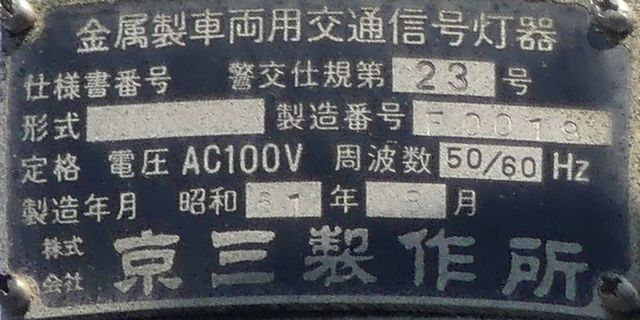 金属製車両用交通信号灯器
仕様書番号 警交仕規第 23 号
形式 製造番号
定格 電圧 AC100V 周波数 50/60 Hz
製造年月 昭和 61 年 月
株式会社 京三製作所